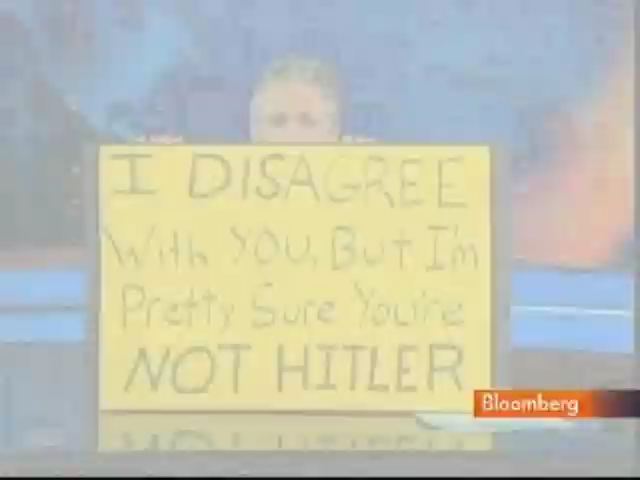 I DISAGREE
With YOU, But I'm
Pretty Sure You're
NOT HITLER
Bloomberg